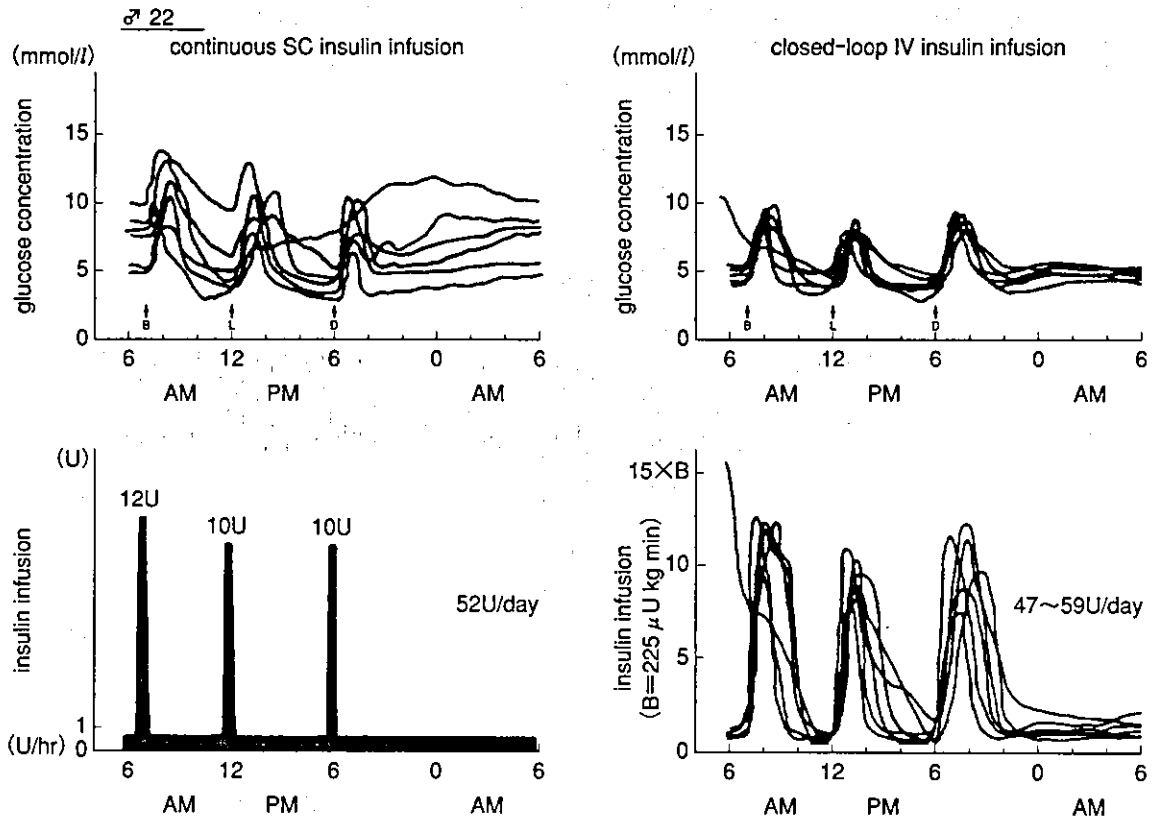 ♂ 22
continuous SC insulin infusion
(mmol/l)
glucose concentration
15
10
5
0
B L D
6 12 6 0 6
AM PM AM
closed-loop IV insulin infusion
(mmol/l)
glucose concentration
15
10
5
0
B L D
6 12 6 0 6
AM PM AM
(U)
insulin infusion
12U
10U
10U
52U/day
1
(U/hr) 0
6 12 6 0 6
AM PM AM
insulin infusion
(B=225 μU kg min)
15×B
10
5
0
47~59U/day
6 12 6 0 6
AM PM AM